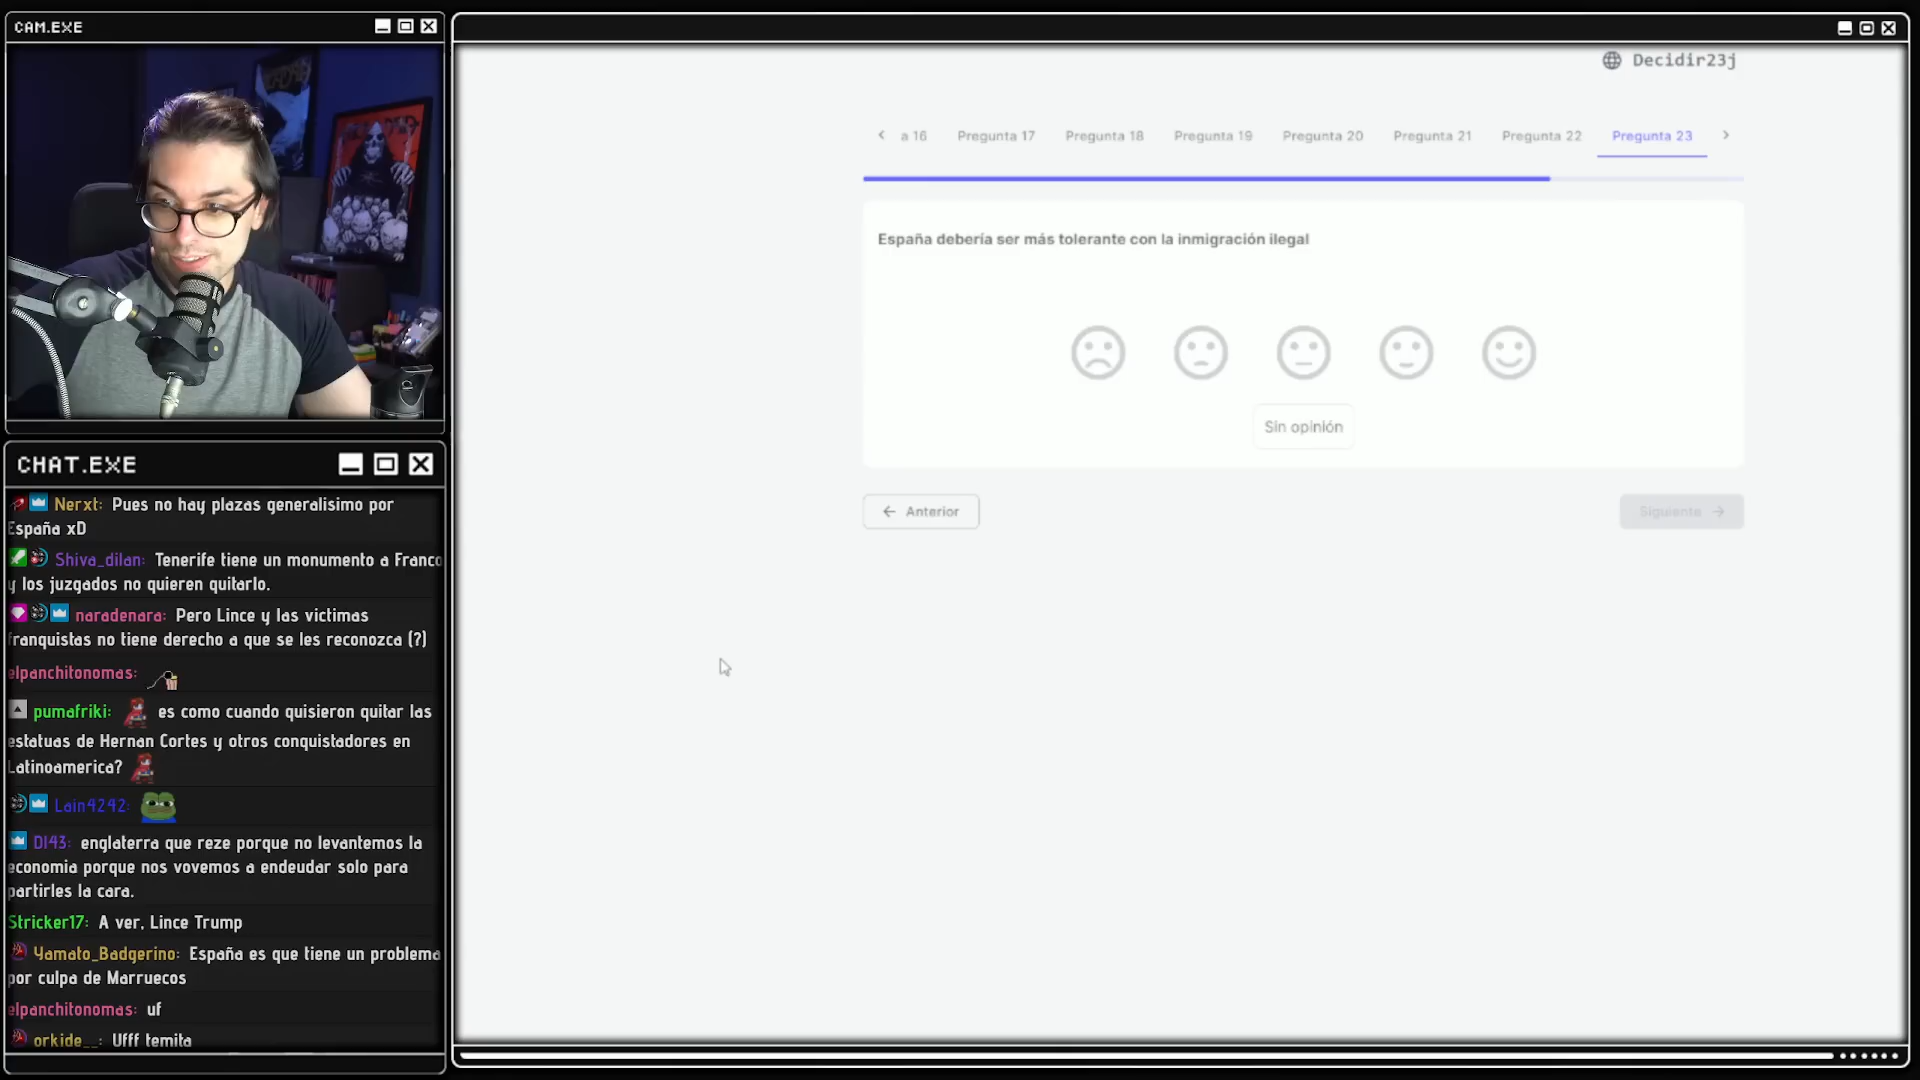 CAM.EXE
Decidir23j
a 16 Pregunta 17 Pregunta 18 Pregunta 19 Pregunta 20 Pregunta 21 Pregunta 22 Pregunta 23
España debería ser más tolerante con la inmigración ilegal
Sin opinión
← Anterior
Siguiente →
CHAT.EXE
Nerxt: Pues no hay plazas generalisimo por
España xD
Shiva_dilan: Tenerife tiene un monumento a Franco
y los juzgados no quieren quitarlo.
naradenara: Pero Lince y las victimas
franquistas no tiene derecho a que se les reconozca (?)
elpanchitonomas:
pumafriki: es como cuando quisieron quitar las
estatuas de Hernan Cortes y otros conquistadores en
Latinoamerica?
Lain4242:
Dl43: englaterra que reze porque no levantemos la
economia porque nos vovemos a endeudar solo para
partirles la cara.
Stricker17: A ver, Lince Trump
Yamato_Badgerino: España es que tiene un problema
por culpa de Marruecos
elpanchitonomas: uf
orkide__: Ufff temita